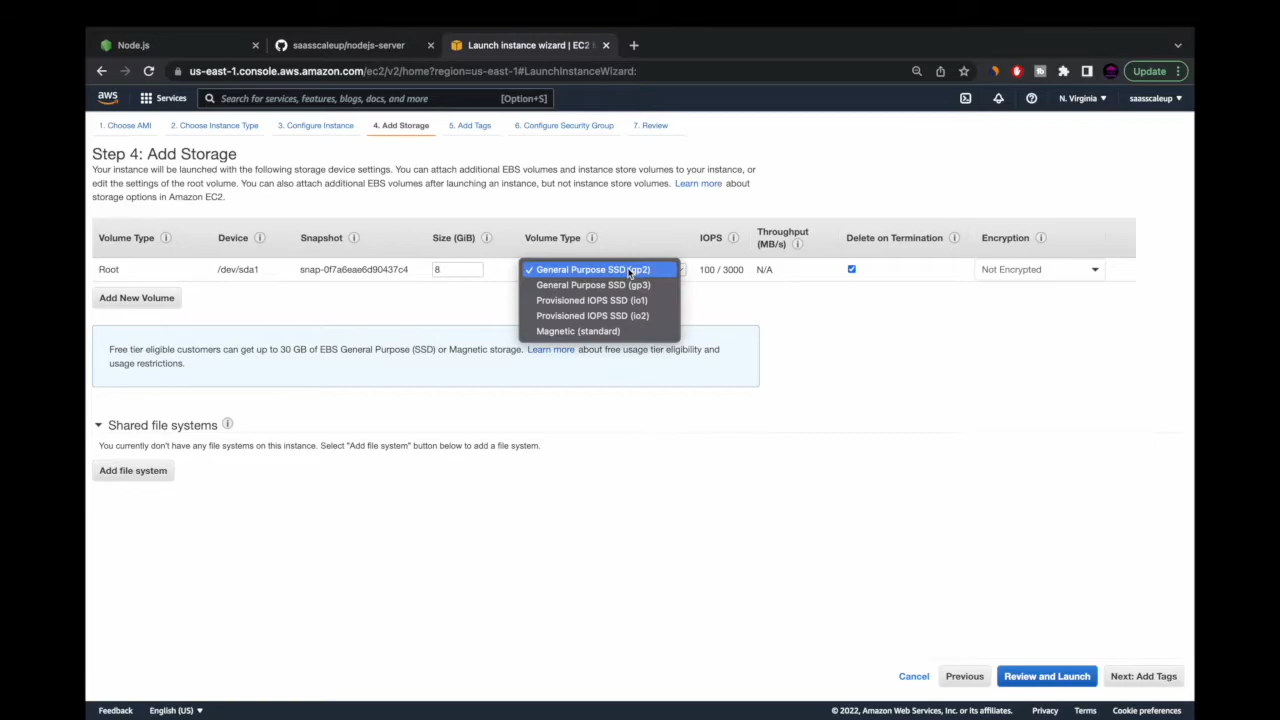 Node.js
saasscaleup/nodejs-server
Launch instance wizard | EC2
us-east-1.console.aws.amazon.com/ec2/v2/home?region=us-east-1#LaunchInstanceWizard:
Update
aws
Services
Search for services, features, blogs, docs, and more
[Option+S]
N. Virginia
saasscaleup
1. Choose AMI
2. Choose Instance Type
3. Configure Instance
4. Add Storage
5. Add Tags
6. Configure Security Group
7. Review
Step 4: Add Storage
Your instance will be launched with the following storage device settings. You can attach additional EBS volumes and instance store volumes to your instance, or
edit the settings of the root volume. You can also attach additional EBS volumes after launching an instance, but not instance store volumes. Learn more about
storage options in Amazon EC2.
Volume Type
Device
Snapshot
Size (GiB)
Volume Type
IOPS
Throughput
(MB/s)
Delete on Termination
Encryption
Root
/dev/sda1
snap-0f7a6eae6d90437c4
8
General Purpose SSD (gp2)
100 / 3000
N/A
Not Encrypted
General Purpose SSD (gp3)
Provisioned IOPS SSD (io1)
Provisioned IOPS SSD (io2)
Magnetic (standard)
Add New Volume
Free tier eligible customers can get up to 30 GB of EBS General Purpose (SSD) or Magnetic storage. Learn more about free usage tier eligibility and
usage restrictions.
Shared file systems
You currently don't have any file systems on this instance. Select "Add file system" button below to add a file system.
Add file system
Cancel
Previous
Review and Launch
Next: Add Tags
Feedback
English (US)
© 2022, Amazon Web Services, Inc. or its affiliates.
Privacy
Terms
Cookie preferences